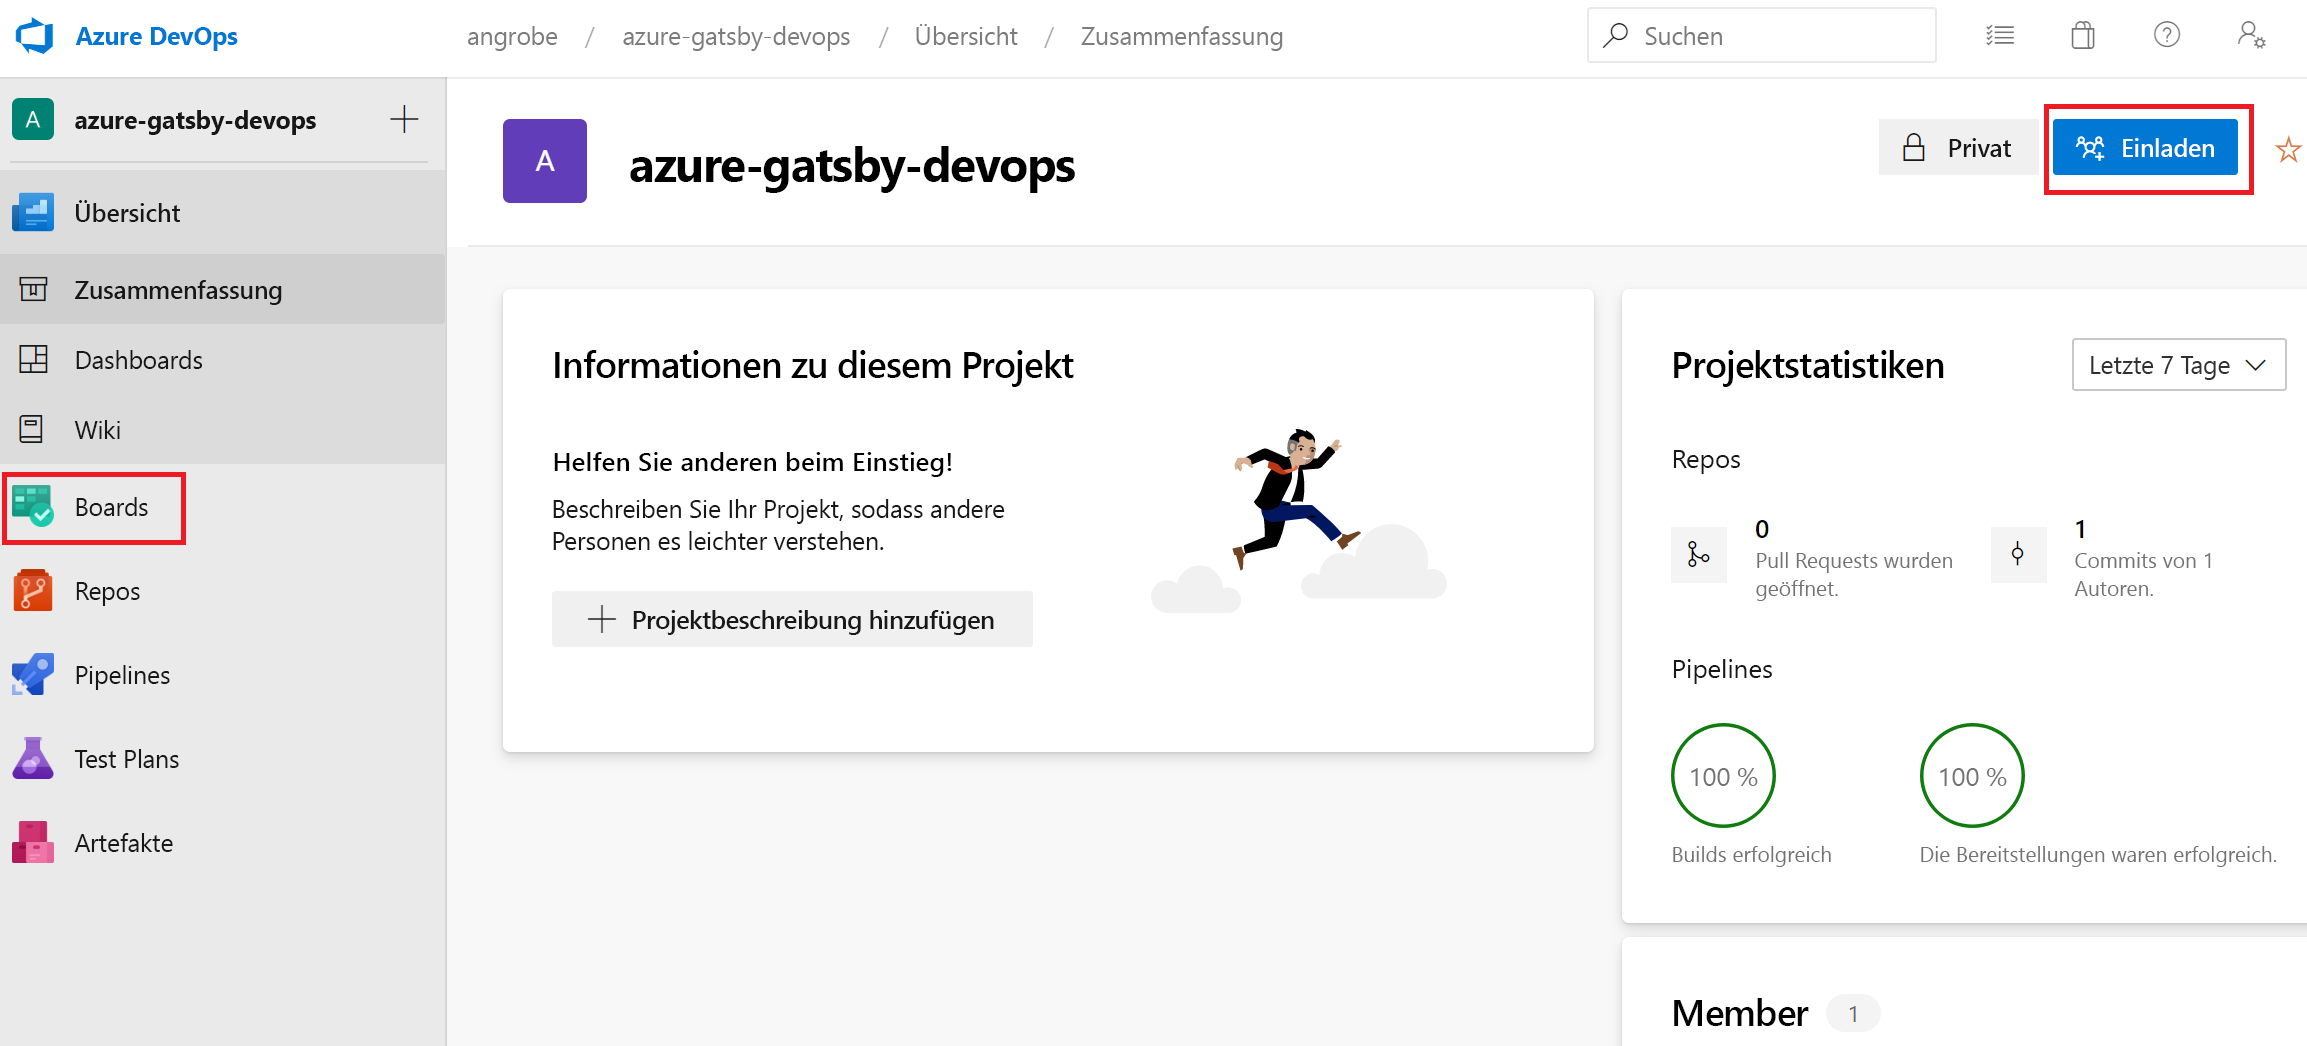 Azure DevOps
angrobe / azure-gatsby-devops / Übersicht / Zusammenfassung
Suchen
A
azure-gatsby-devops
Übersicht
Zusammenfassung
Dashboards
Wiki
Boards
Repos
Pipelines
Test Plans
Artefakte
A
azure-gatsby-devops
Privat
Einladen
Informationen zu diesem Projekt
Helfen Sie anderen beim Einstieg!
Beschreiben Sie Ihr Projekt, sodass andere
Personen es leichter verstehen.
Projektbeschreibung hinzufügen
Projektstatistiken
Letzte 7 Tage
Repos
0
Pull Requests wurden
geöffnet.
1
Commits von 1
Autoren.
Pipelines
100 %
Builds erfolgreich
100 %
Die Bereitstellungen waren erfolgreich.
Member 1